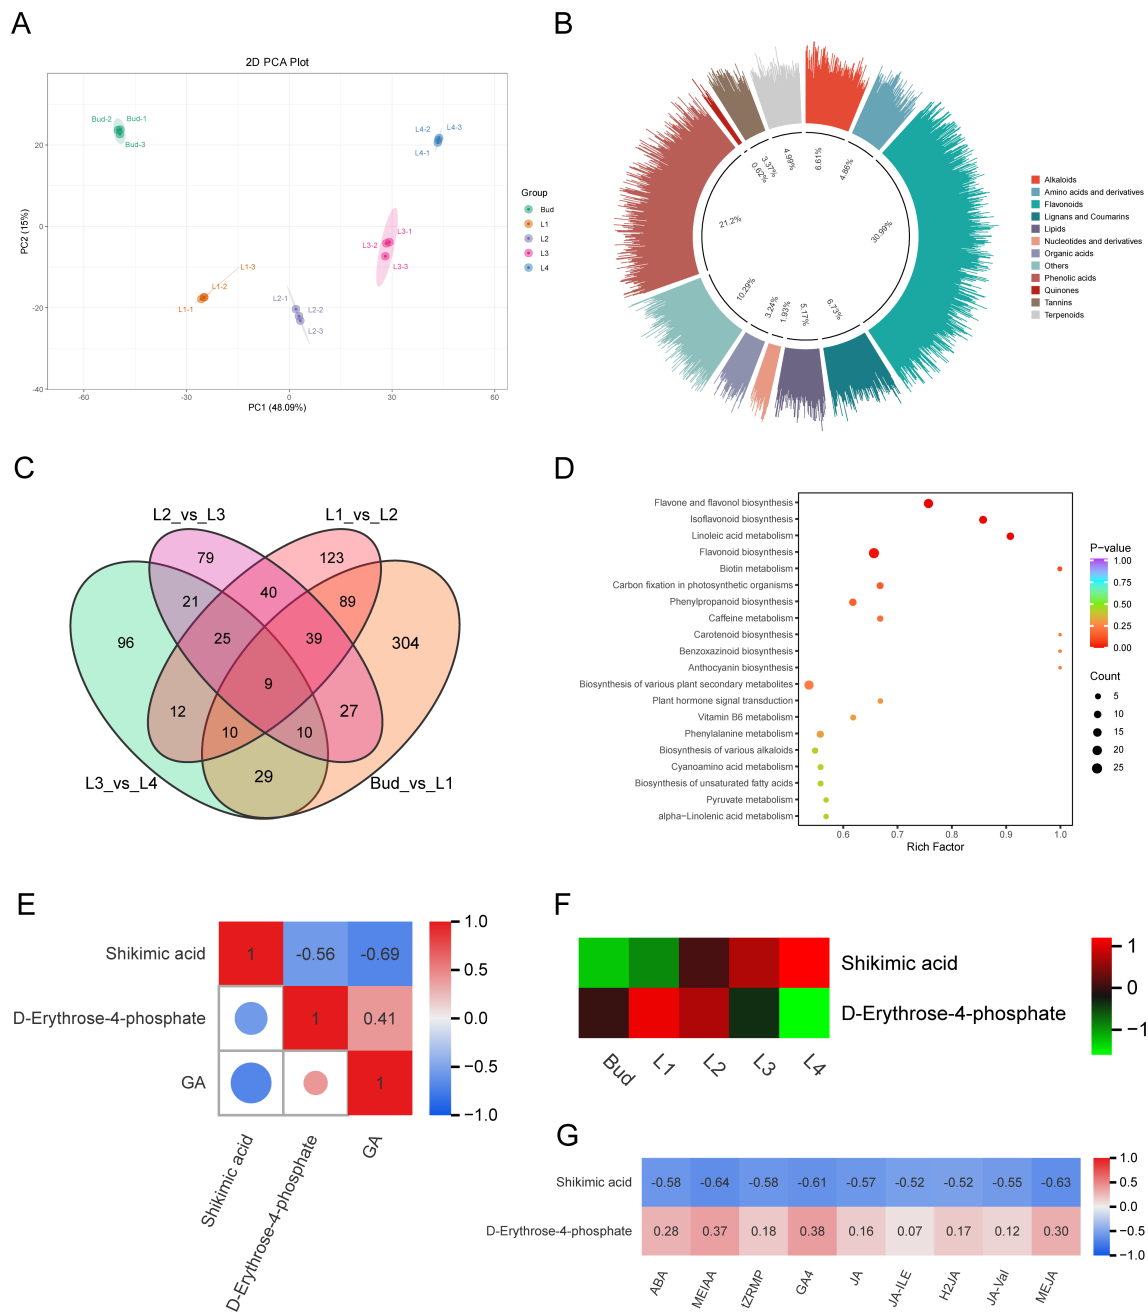 A
2D PCA Plot
Bud-2
Bud-1
Bud-3
L4-2
L4-3
L4-1
L3-1
L3-2
L3-3
L1-3
L1-2
L1-1
L2-1
L2-2
L2-3
20
0
-20
-40
-60
-30
0
30
60
PC2 (15%)
PC1 (48.09%)
Group
Bud
L1
L2
L3
L4
B
6.61%
4.86%
30.99%
6.73%
5.17%
1.93%
3.24%
10.29%
21.2%
0.62%
3.37%
4.99%
Alkaloids
Amino acids and derivatives
Flavonoids
Lignans and Coumarins
Lipids
Nucleotides and derivatives
Organic acids
Others
Phenolic acids
Quinones
Tannins
Terpenoids
C
L2_vs_L3
L1_vs_L2
79
123
21
40
89
96
25
39
304
9
12
27
10
10
29
L3_vs_L4
Bud_vs_L1
D
Flavone and flavonol biosynthesis
Isoflavonoid biosynthesis
Linoleic acid metabolism
Flavonoid biosynthesis
Biotin metabolism
Carbon fixation in photosynthetic organisms
Phenylpropanoid biosynthesis
Caffeine metabolism
Carotenoid biosynthesis
Benzoxazinoid biosynthesis
Anthocyanin biosynthesis
Biosynthesis of various plant secondary metabolites
Plant hormone signal transduction
Vitamin B6 metabolism
Phenylalanine metabolism
Biosynthesis of various alkaloids
Cyanoamino acid metabolism
Biosynthesis of unsaturated fatty acids
Pyruvate metabolism
alpha−Linolenic acid metabolism
0.6
0.7
0.8
0.9
1.0
Rich Factor
P−value
1.00
0.75
0.50
0.25
0.00
Count
5
10
15
20
25
E
Shikimic acid
1
-0.56
-0.69
D-Erythrose-4-phosphate
1
0.41
GA
1
Shikimic acid
D-Erythrose-4-phosphate
GA
1.0
0.5
0.0
−0.5
−1.0
F
Shikimic acid
D-Erythrose-4-phosphate
Bud
L1
L2
L3
L4
1
0
−1
G
Shikimic acid
-0.58
-0.64
-0.58
-0.61
-0.57
-0.52
-0.52
-0.55
-0.63
D-Erythrose-4-phosphate
0.28
0.37
0.18
0.38
0.16
0.07
0.17
0.12
0.30
ABA
MEIAA
tZRMP
GA4
JA
JA-ILE
H2JA
JA-Val
MEJA
1.0
0.5
0.0
−0.5
−1.0